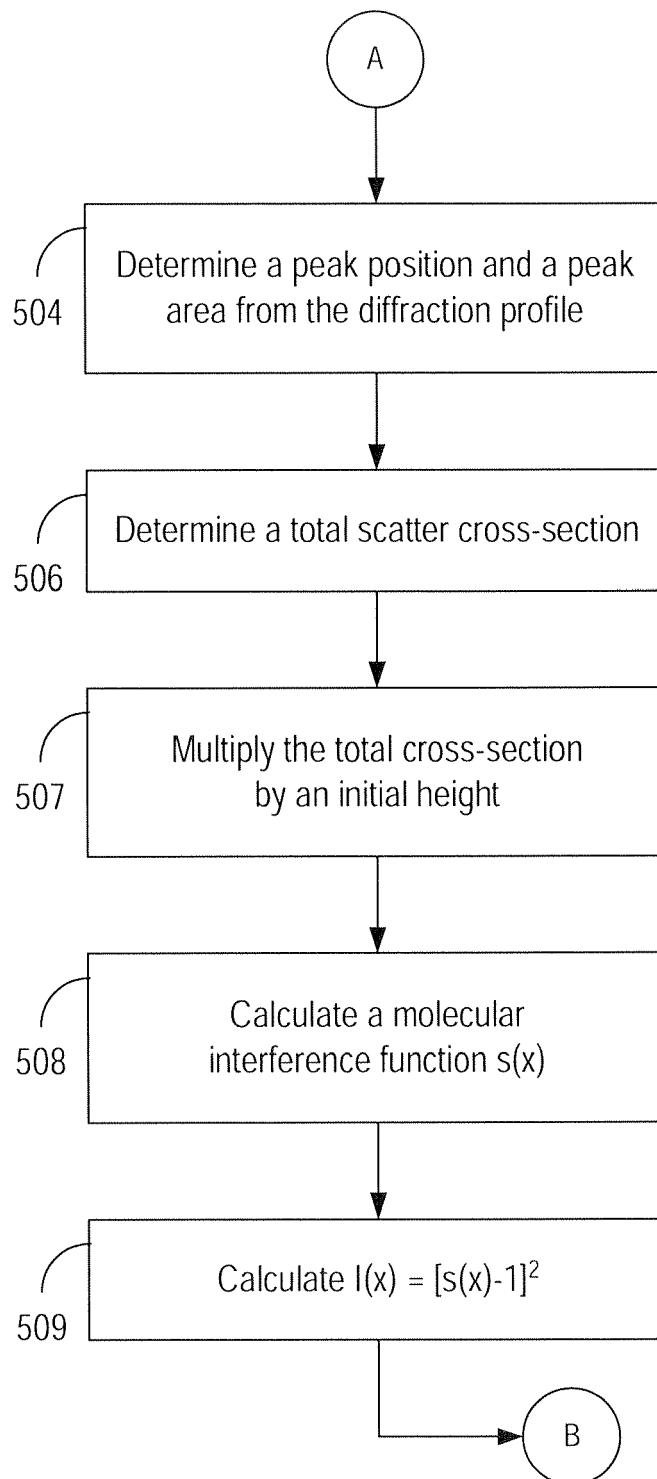 A
Determine a peak position and a peak
area from the diffraction profile
504
Determine a total scatter cross-section
506
Multiply the total cross-section
by an initial height
507
Calculate a molecular
interference function s(x)
508
Calculate I(x) = [s(x)-1]²
509
B